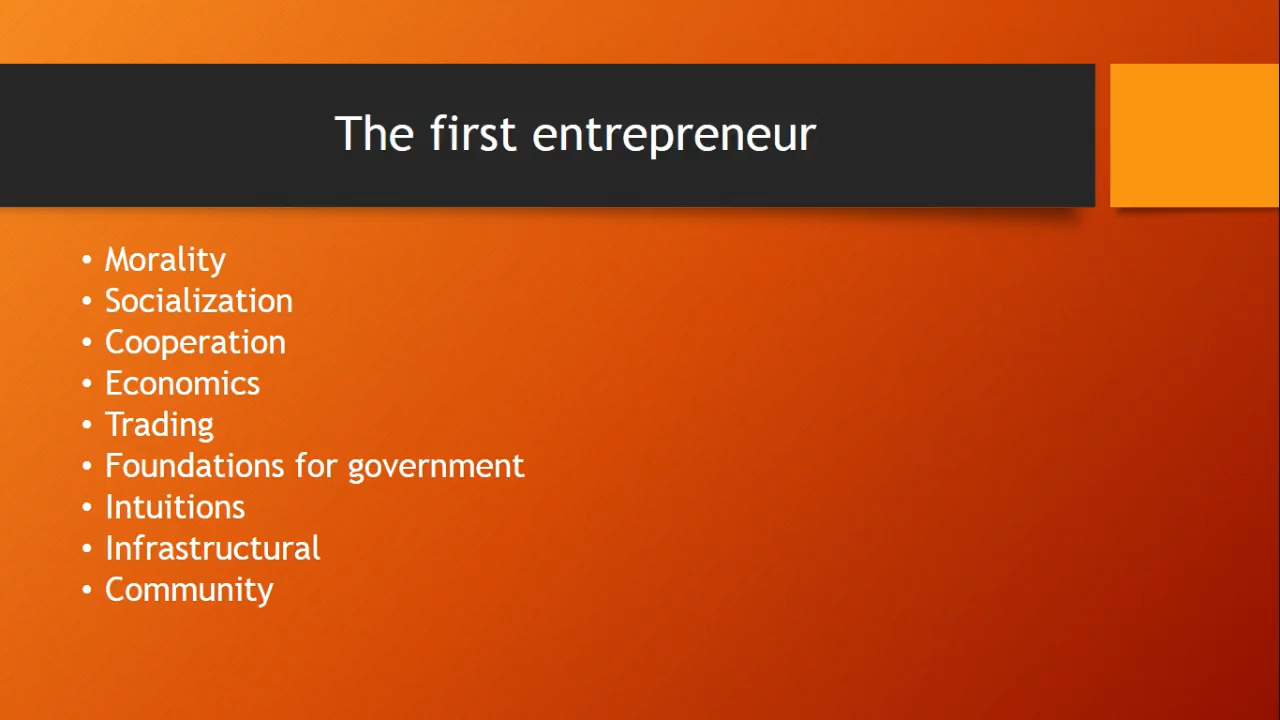 The first entrepreneur
• Morality
• Socialization
• Cooperation
• Economics
• Trading
• Foundations for government
• Intuitions
• Infrastructural
• Community